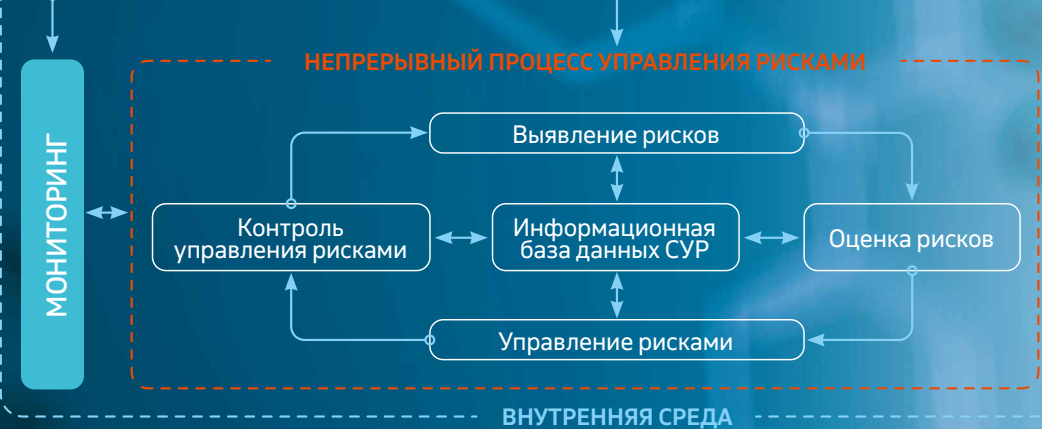 НЕПРЕРЫВНЫЙ ПРОЦЕСС УПРАВЛЕНИЯ РИСКАМИ
МОНИТОРИНГ
Выявление рисков
Контроль
управления рисками
Информационная
база данных СУР
Оценка рисков
Управление рисками
ВНУТРЕННЯЯ СРЕДА